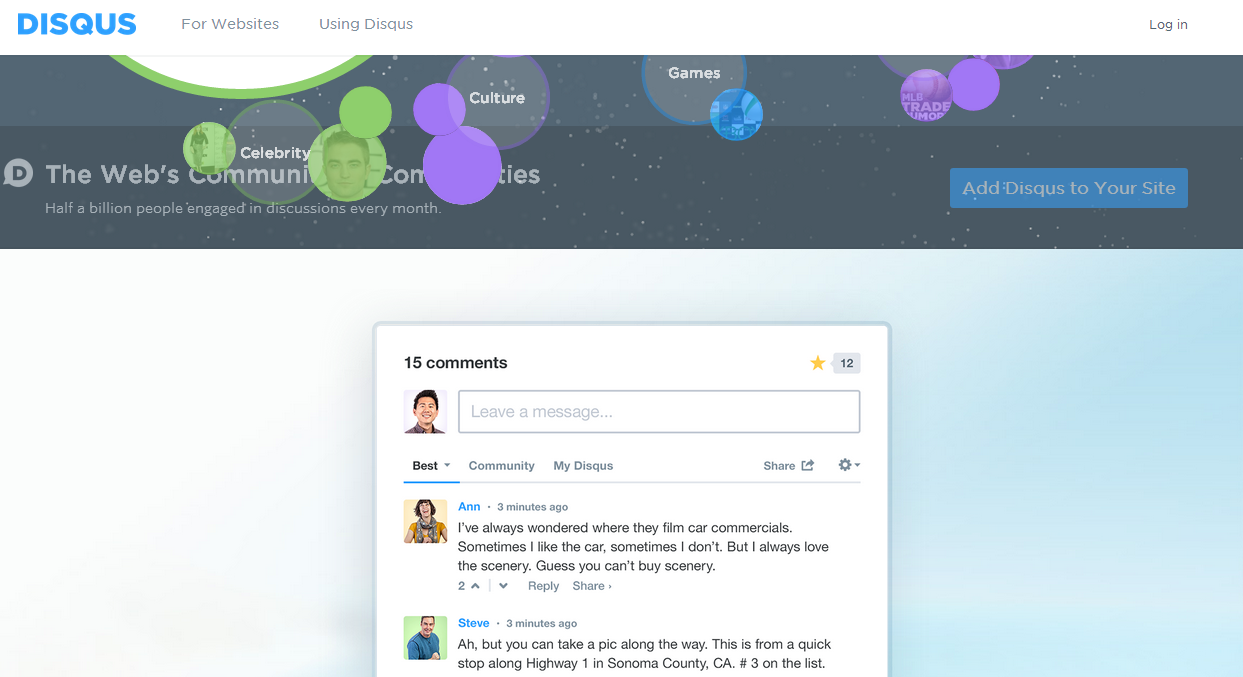 DISQUS For Websites Using Disqus Log in
Games
Culture
MLB
TRADE
Celebrity
The Web's Community of Communities
Add Disqus to Your Site
Half a billion people engaged in discussions every month.
15 comments 12
Leave a message...
Best Community My Disqus Share
Ann · 3 minutes ago
I've always wondered where they film car commercials.
Sometimes I like the car, sometimes I don't. But I always love
the scenery. Guess you can't buy scenery.
2 Reply Share ›
Steve · 3 minutes ago
Ah, but you can take a pic along the way. This is from a quick
stop along Highway 1 in Sonoma County, CA. # 3 on the list.